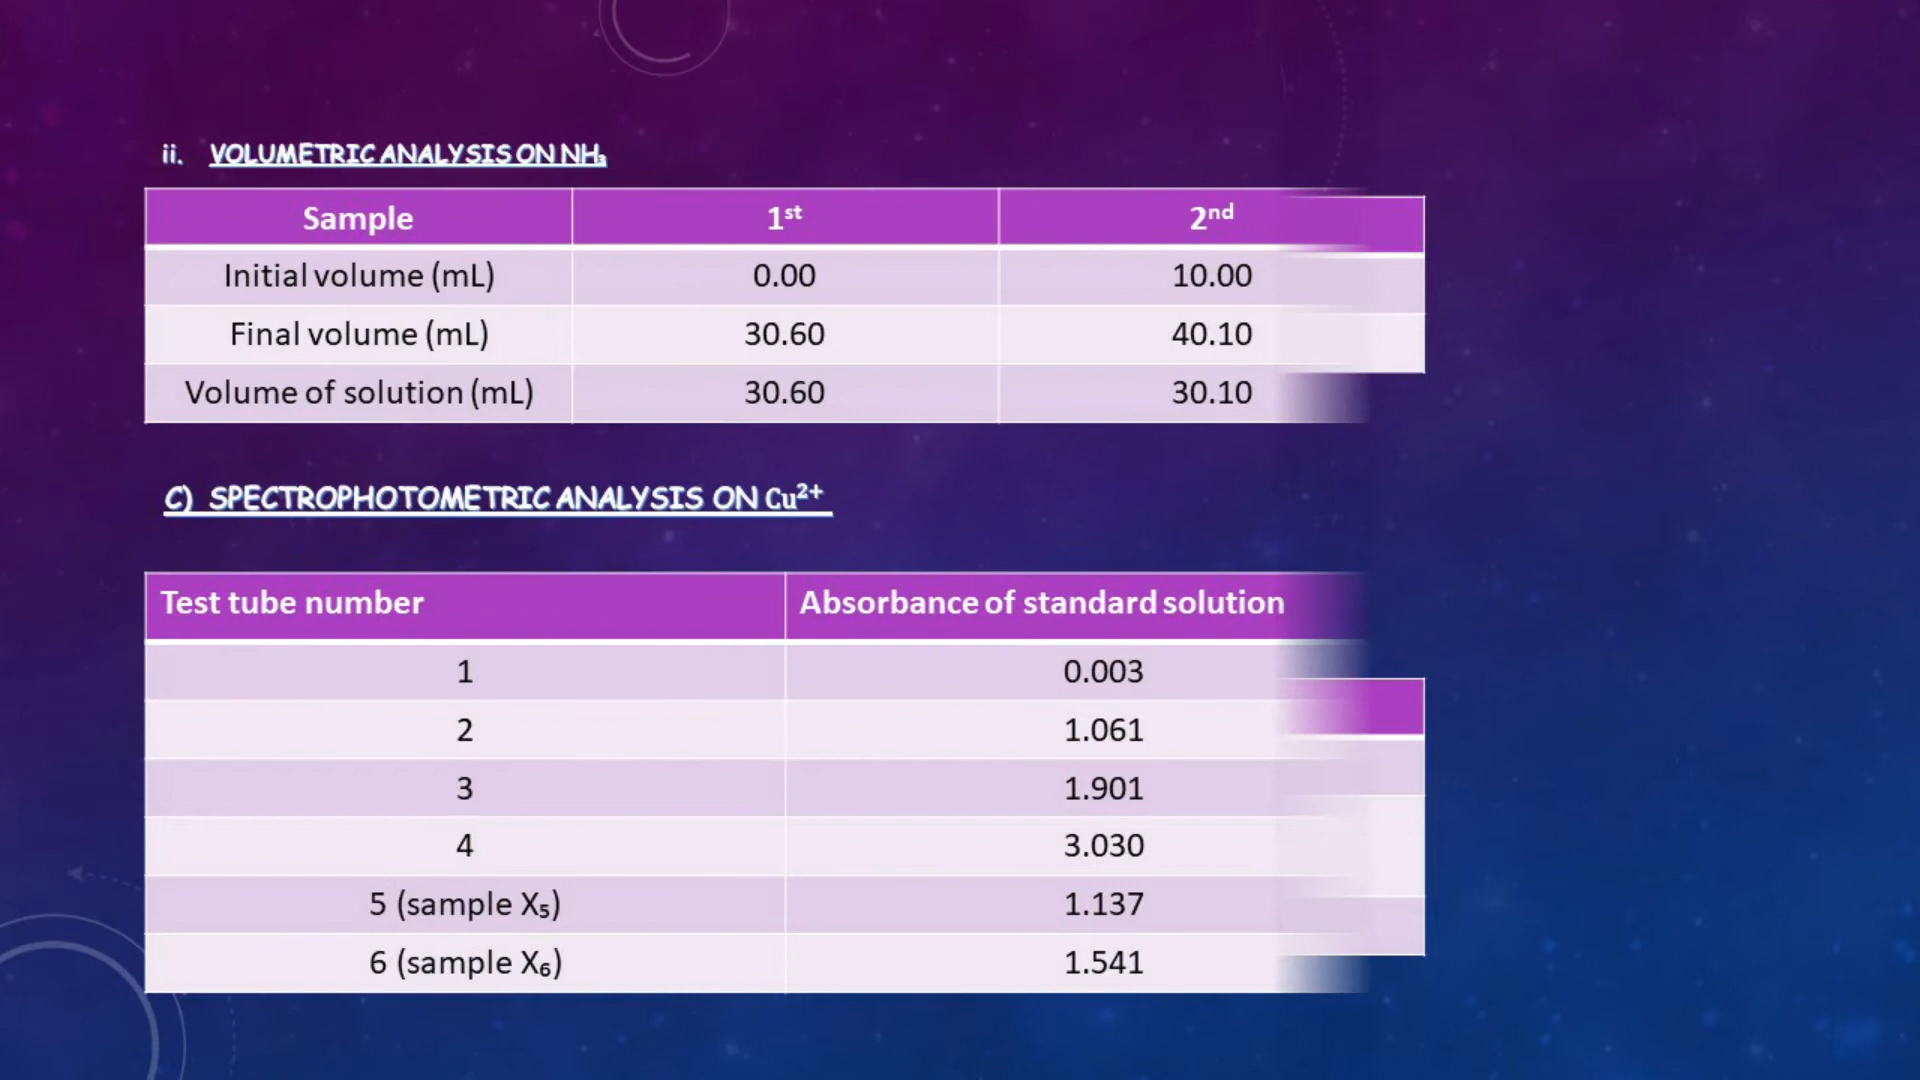 ii. VOLUMETRIC ANALYSIS ON NH₃
Sample 1ˢᵗ 2ⁿᵈ
Initial volume (mL) 0.00 10.00
Final volume (mL) 30.60 40.10
Volume of solution (mL) 30.60 30.10
C) SPECTROPHOTOMETRIC ANALYSIS ON Cu²⁺
Test tube number Absorbance of standard solution
1 0.003
2 1.061
3 1.901
4 3.030
5 (sample X₅) 1.137
6 (sample X₆) 1.541